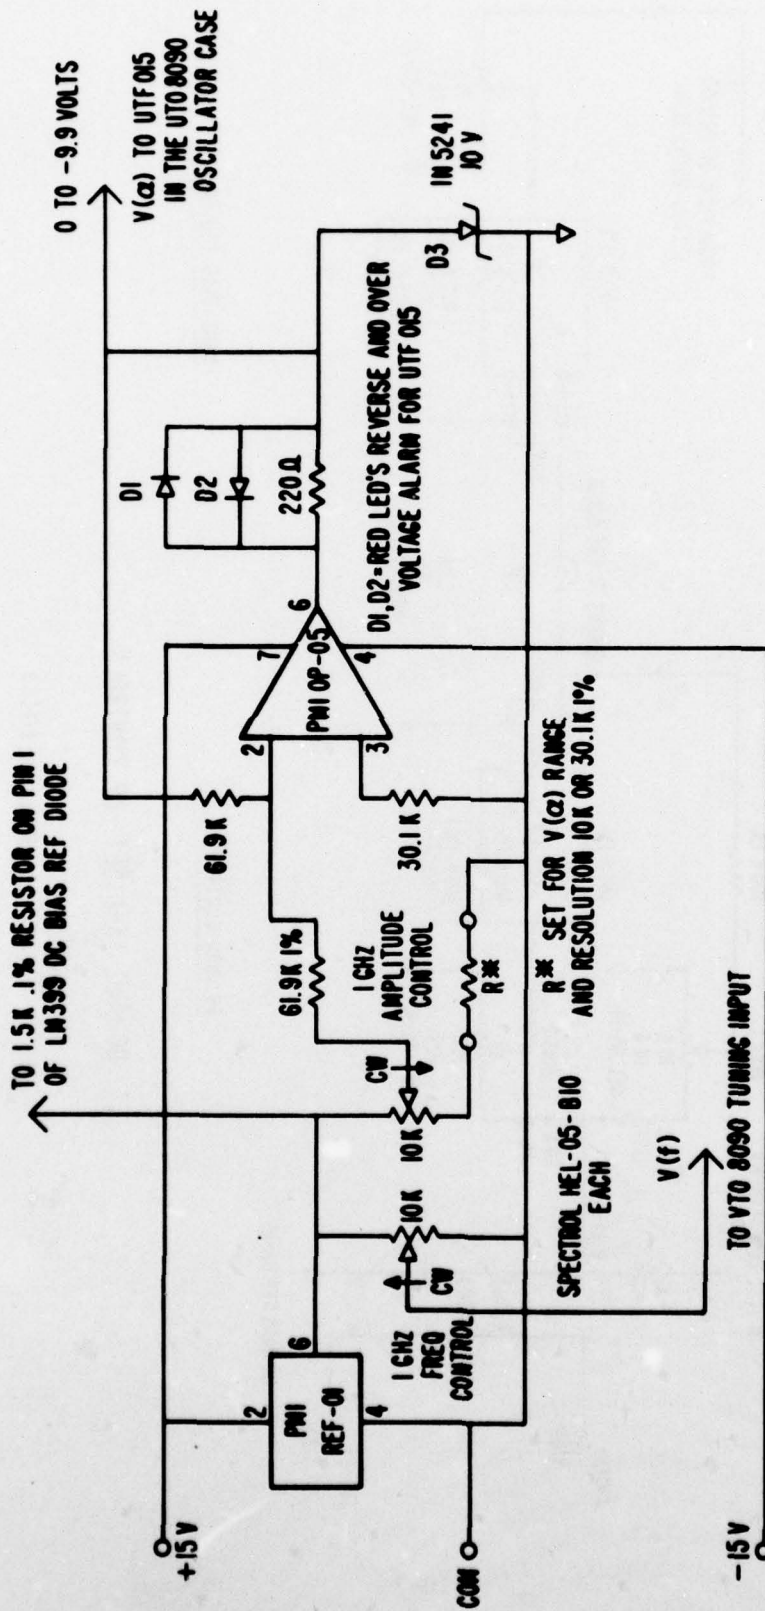 TO 1.5K .1% RESISTOR ON PIN 1
OF LM399 DC BIAS REF DIODE
0 TO -9.9 VOLTS
V(α) TO UTF 015
IN THE UTO 8090
OSCILLATOR CASE
+15V
COM
-15V
2
PMI
REF-01
4
6
1 GHZ
FREQ
CONTROL
CW
10K
10K
CW
1 GHZ
AMPLITUDE
CONTROL
61.9K 1%
61.9K
R※
30.1K
2
3
PMI OP-05
7
4
6
D1
D2
220Ω
D1,D2=RED LED'S REVERSE AND OVER
VOLTAGE ALARM FOR UTF 015
D3
IN 5241
10 V
R※ SET FOR V(α) RANGE
AND RESOLUTION 10K OR 30.1K 1%
SPECTROL HEL-05-B10
EACH
V(f)
TO VTO 8090 TUNING INPUT